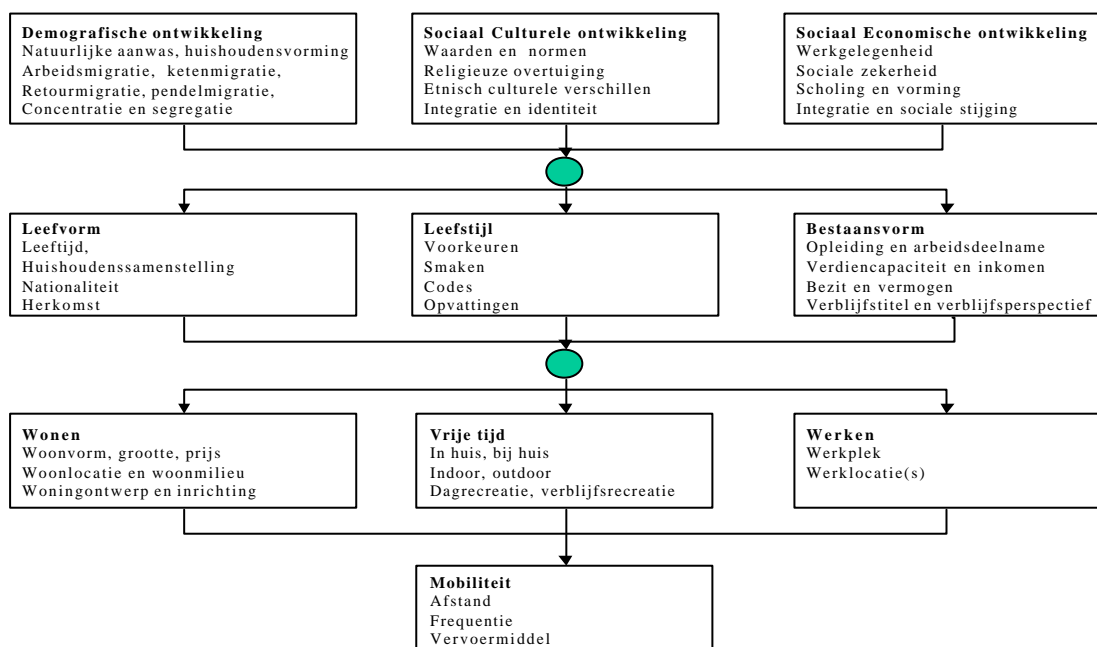 Demografische ontwikkeling
Natuurlijke aanwas, huishoudensvorming
Arbeidsmigratie, ketenmigratie,
Retourmigratie, pendelmigratie,
Concentratie en segregatie
Sociaal Culturele ontwikkeling
Waarden en normen
Religieuze overtuiging
Etnisch culturele verschillen
Integratie en identiteit
Sociaal Economische ontwikkeling
Werkgelegenheid
Sociale zekerheid
Scholing en vorming
Integratie en sociale stijging
Leefvorm
Leeftijd,
Huishoudenssamenstelling
Nationaliteit
Herkomst
Leefstijl
Voorkeuren
Smaken
Codes
Opvattingen
Bestaansvorm
Opleiding en arbeidsdeelname
Verdiencapaciteit en inkomen
Bezit en vermogen
Verblijfstitel en verblijfsperspectief
Wonen
Woonvorm, grootte, prijs
Woonlocatie en woonmilieu
Woningontwerp en inrichting
Vrije tijd
In huis, bij huis
Indoor, outdoor
Dagrecreatie, verblijfsrecreatie
Werken
Werkplek
Werklocatie(s)
Mobiliteit
Afstand
Frequentie
Vervoermiddel